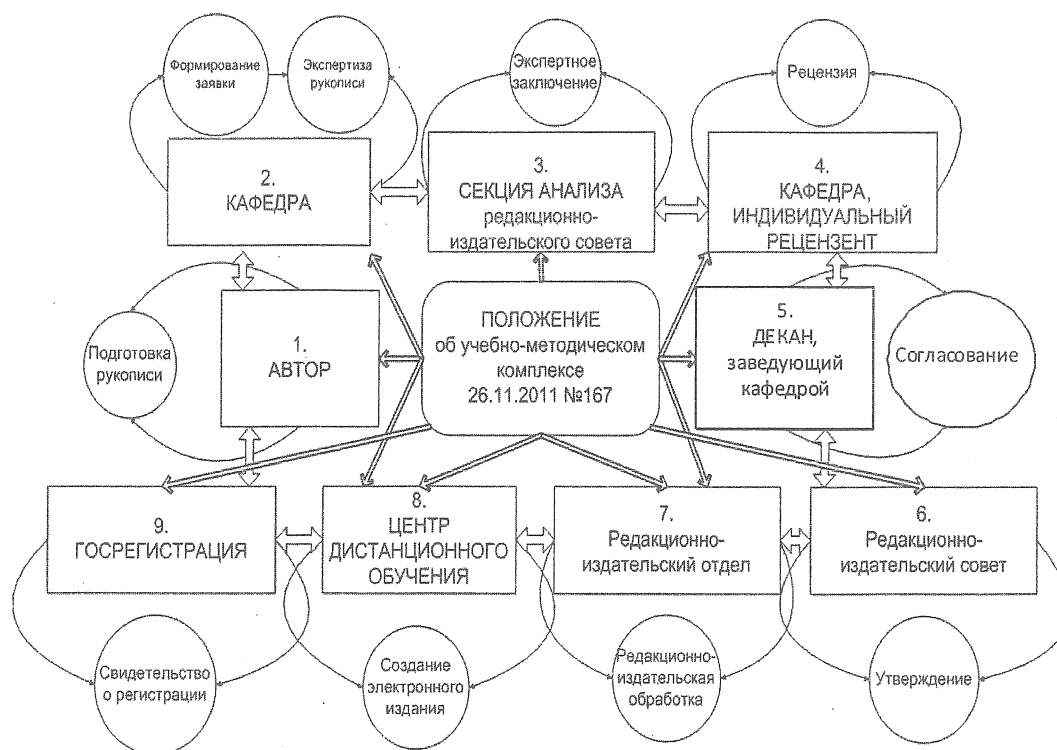 Формирование
заявки
Экспертиза
рукописи
Экспертное
заключение
Рецензия
2.
КАФЕДРА
3.
СЕКЦИЯ АНАЛИЗА
редакционно-
издательского совета
4.
КАФЕДРА,
ИНДИВИДУАЛЬНЫЙ
РЕЦЕНЗЕНТ
Подготовка
рукописи
1.
АВТОР
ПОЛОЖЕНИЕ
об учебно-методическом
комплексе
26.11.2011 №167
5.
ДЕКАН,
заведующий
кафедрой
Согласование
9.
ГОСРЕГИСТРАЦИЯ
8.
ЦЕНТР
ДИСТАНЦИОННОГО
ОБУЧЕНИЯ
7.
Редакционно-
издательский отдел
6.
Редакционно-
издательский совет
Свидетельство
о регистрации
Создание
электронного
издания
Редакционно-
издательская
обработка
Утверждение